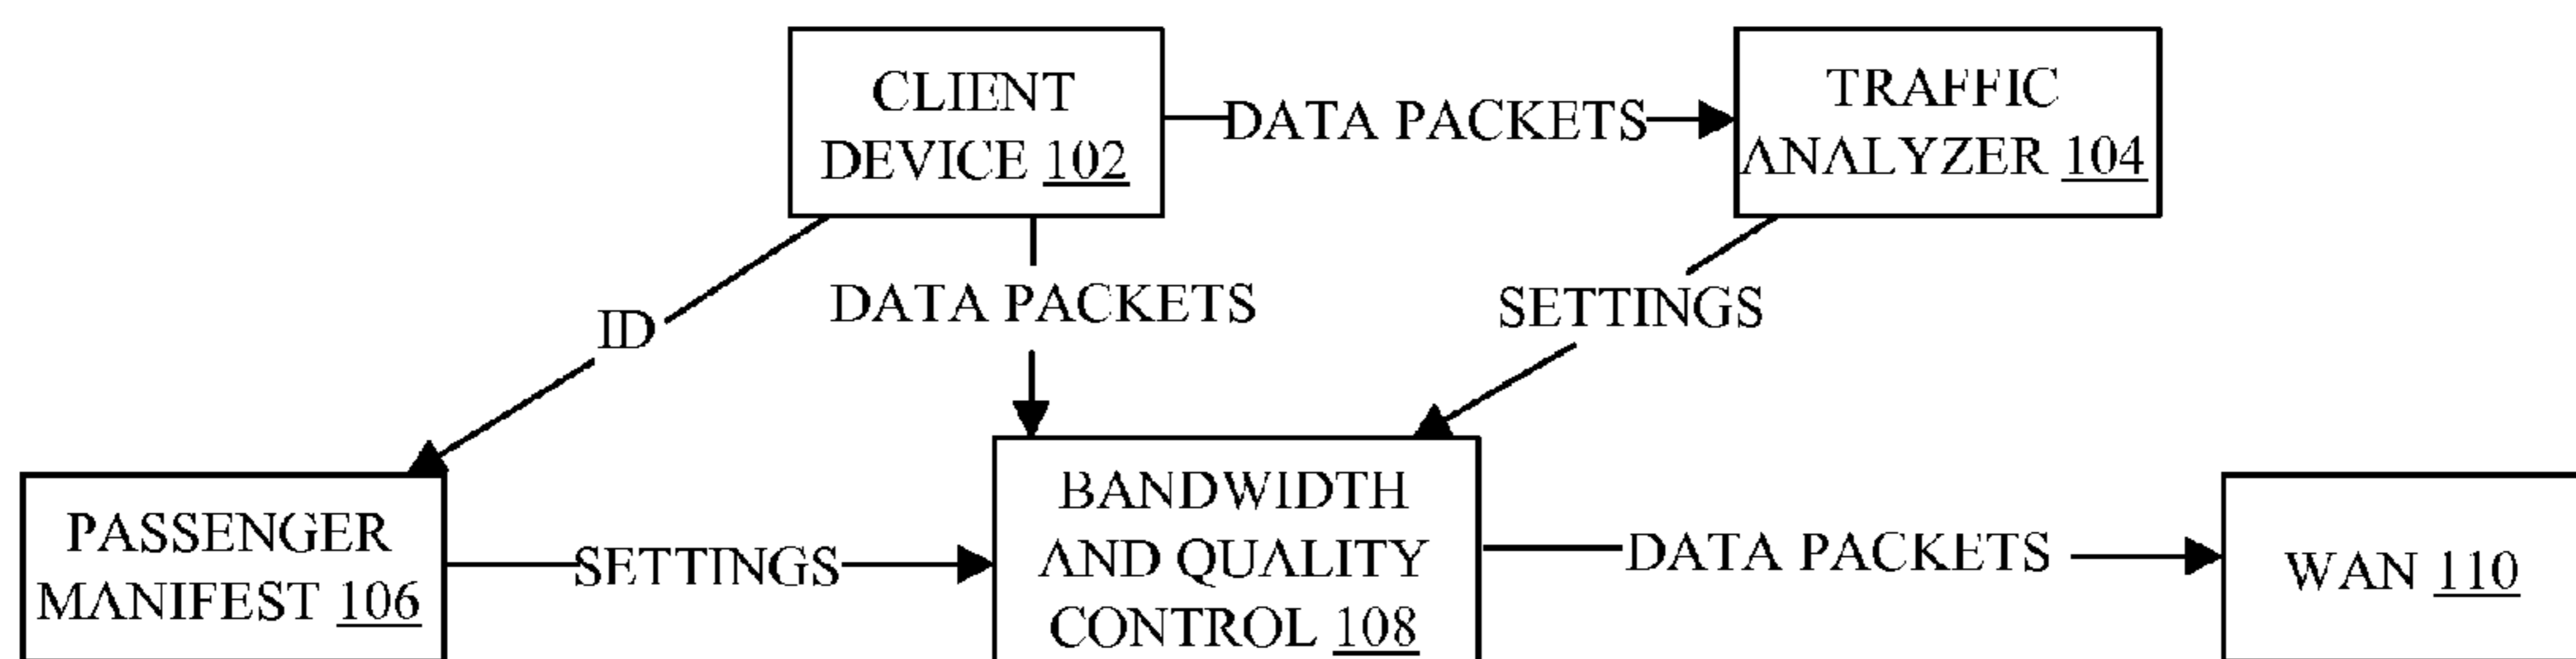 CLIENT
DEVICE 102
DATA PACKETS
TRAFFIC
ANALYZER 104
ID
DATA PACKETS
SETTINGS
PASSENGER
MANIFEST 106
SETTINGS
BANDWIDTH
AND QUALITY
CONTROL 108
DATA PACKETS
WAN 110